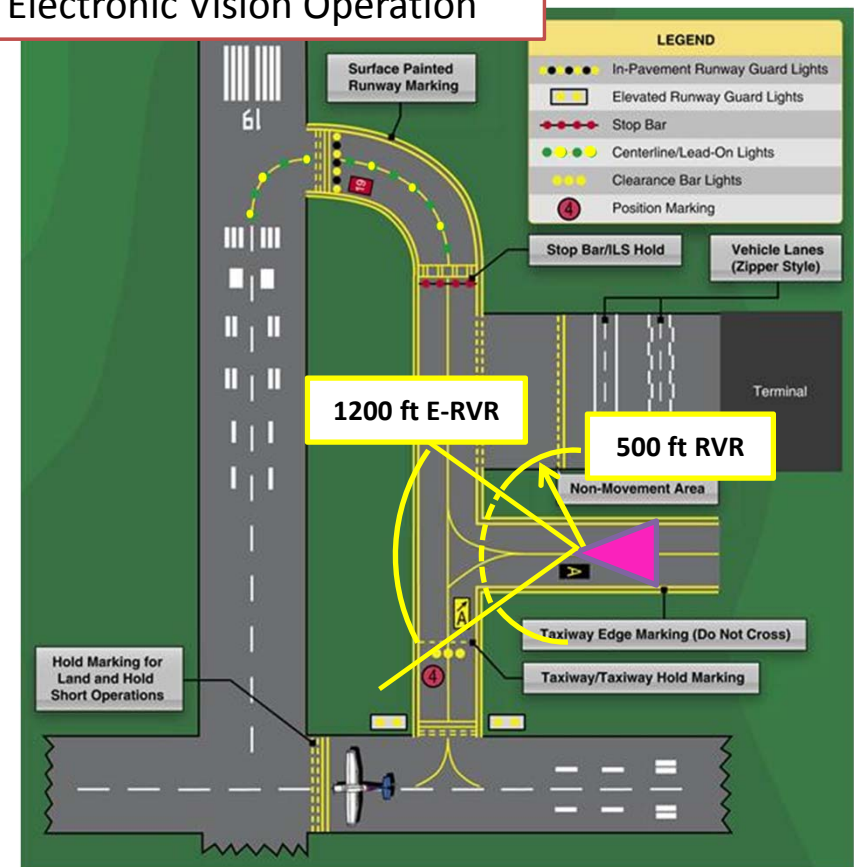 Electronic Vision Operation
LEGEND
In-Pavement Runway Guard Lights
Elevated Runway Guard Lights
Stop Bar
Centerline/Lead-On Lights
Clearance Bar Lights
4 Position Marking
Surface Painted
Runway Marking
19
19
Stop Bar/ILS Hold
Vehicle Lanes
(Zipper Style)
Terminal
1200 ft E-RVR
500 ft RVR
Non-Movement Area
A
A
Taxiway Edge Marking (Do Not Cross)
Hold Marking for
Land and Hold
Short Operations
4
Taxiway/Taxiway Hold Marking